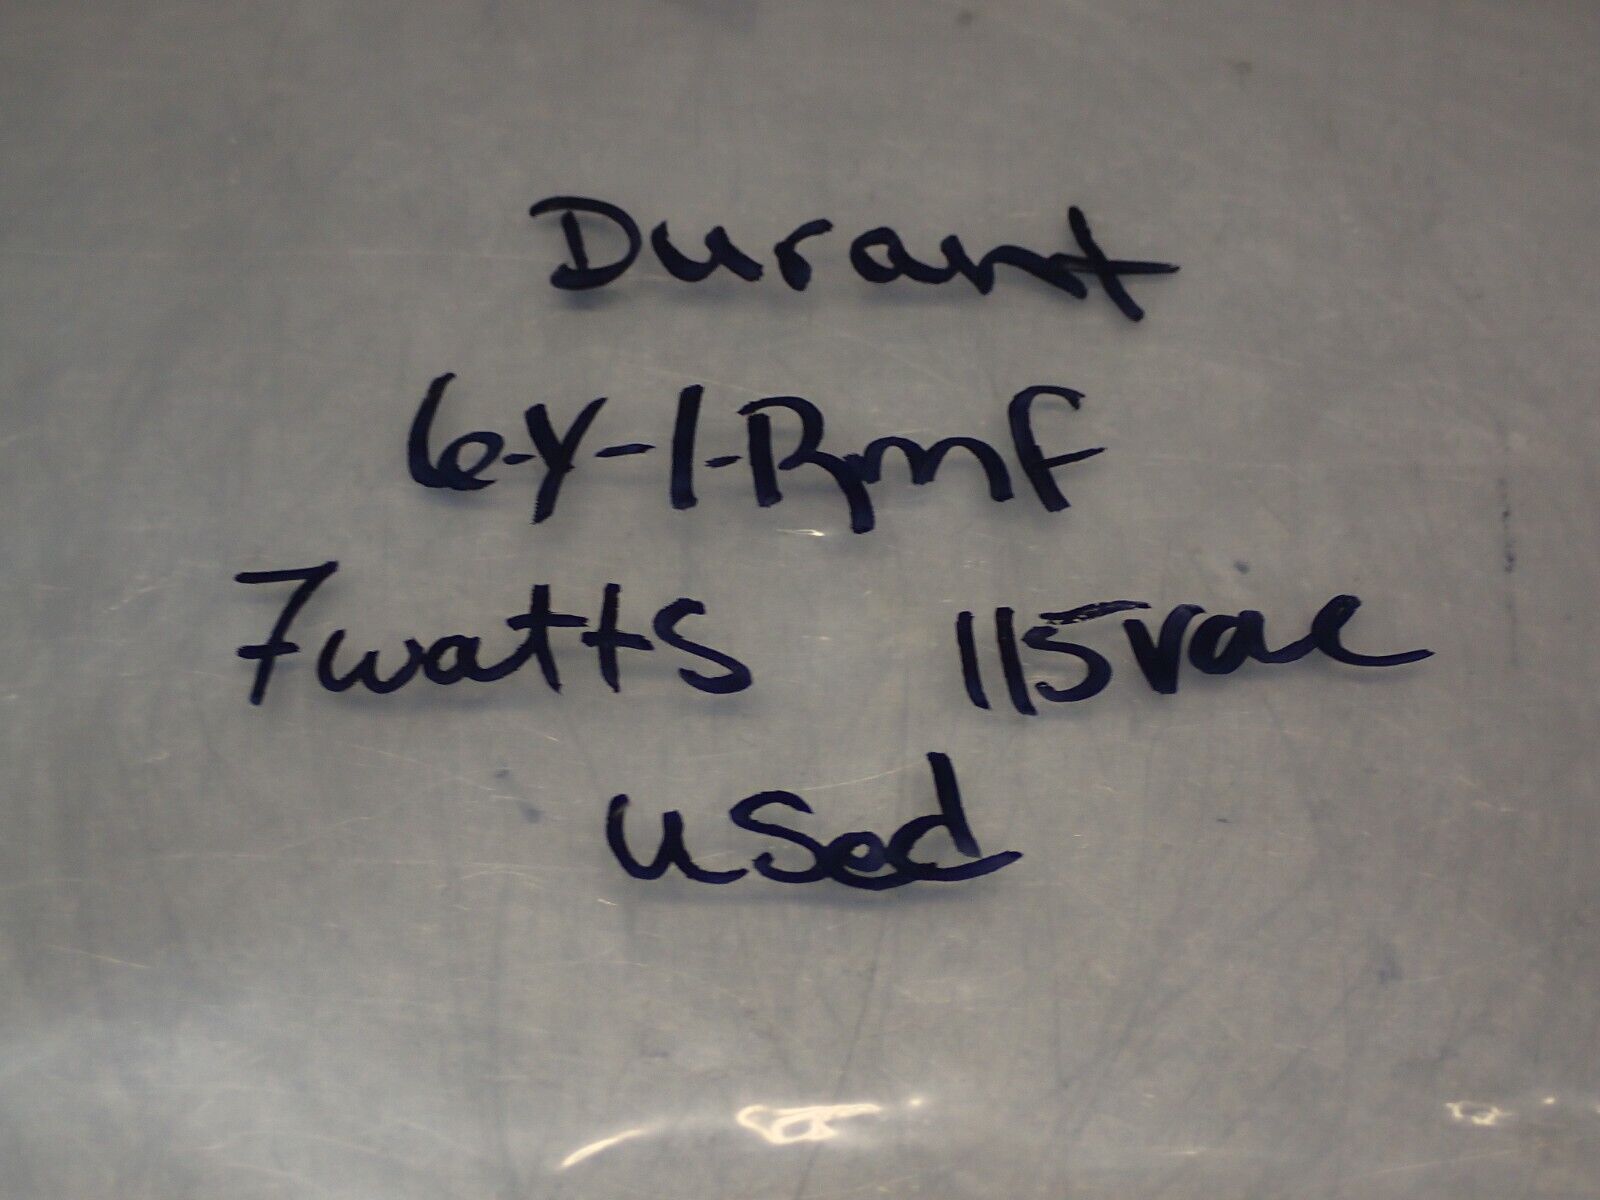 Durant
6-Y-1-Rmf
7watts 115vac
used